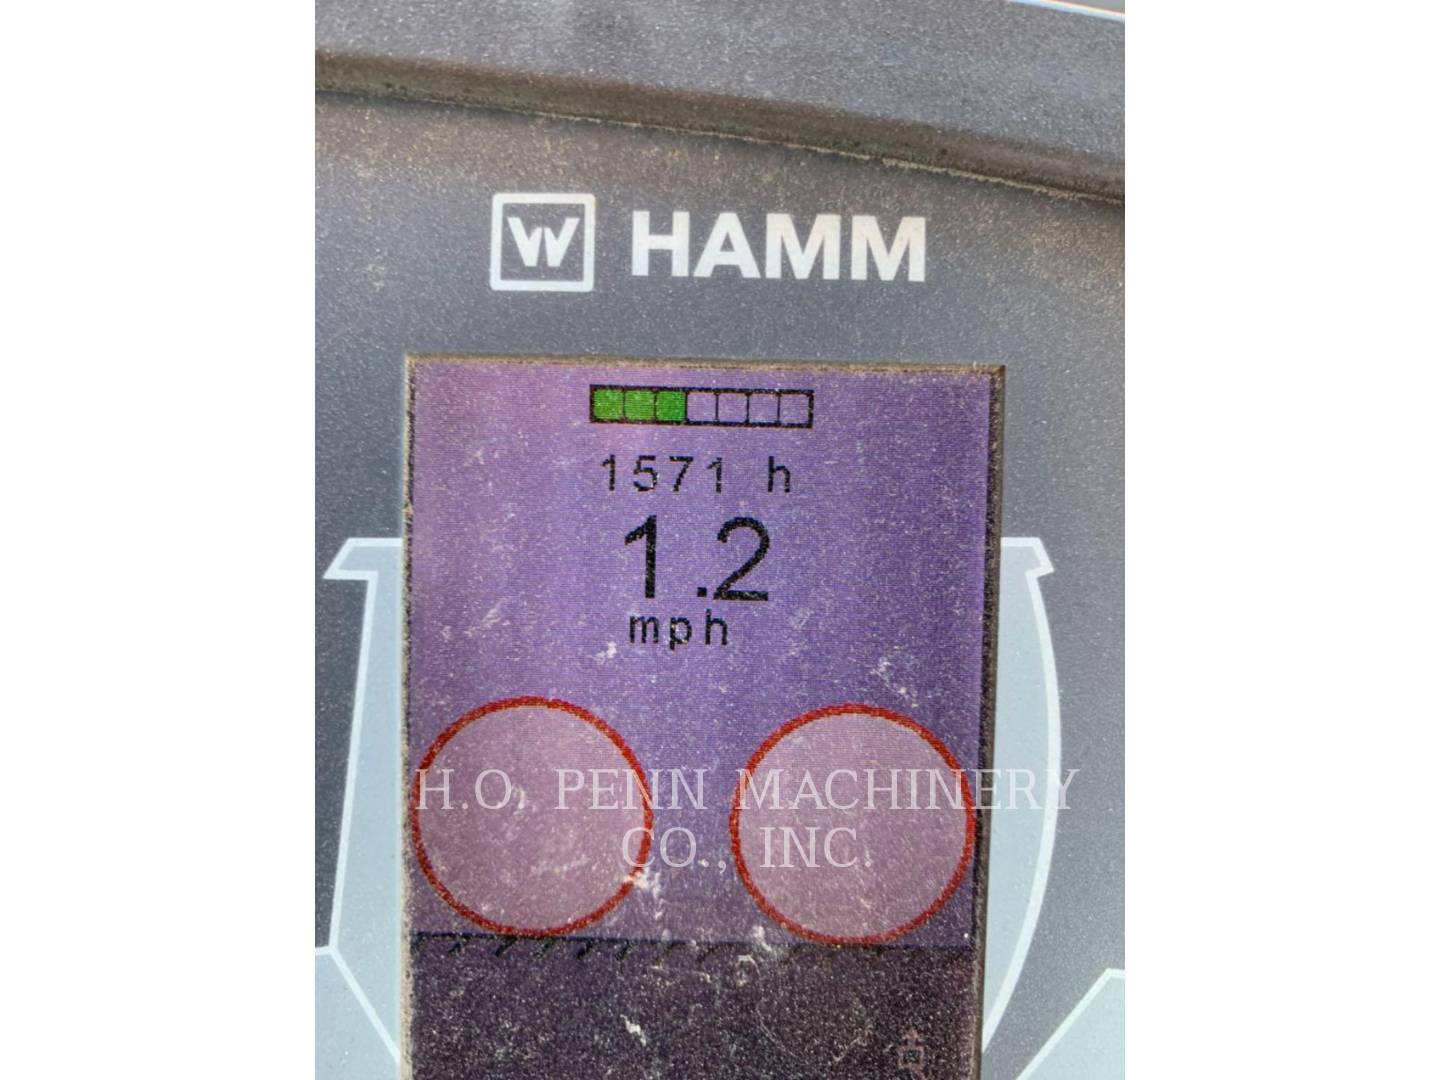 W HAMM
1571 h
1.2
mph
H.O. PENN MACHINERY
CO., INC.